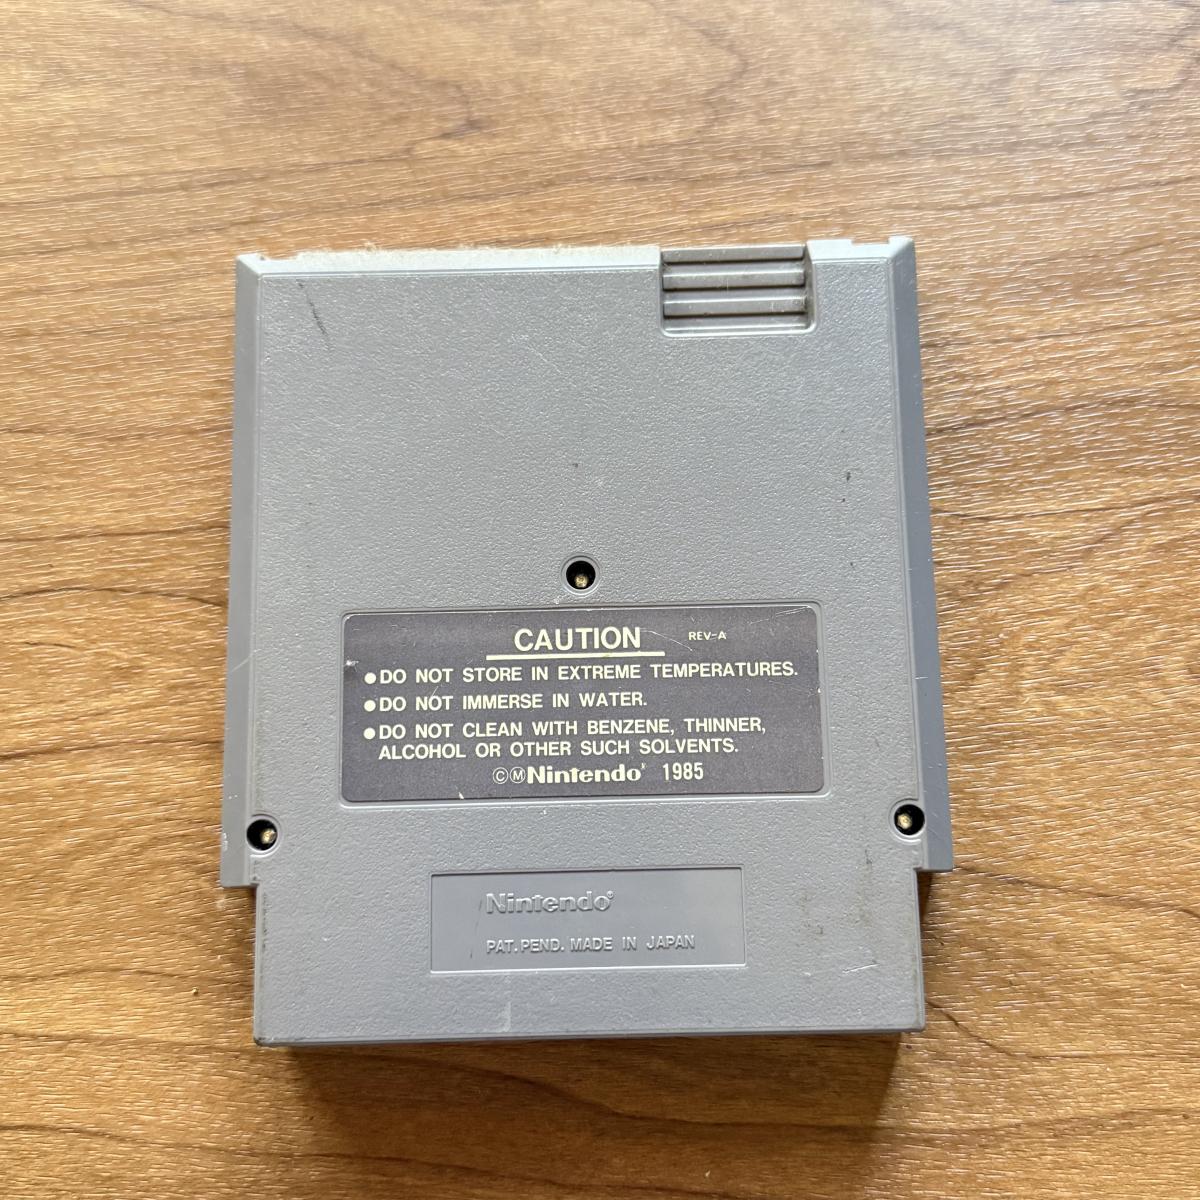 CAUTION REV-A
●DO NOT STORE IN EXTREME TEMPERATURES.
●DO NOT IMMERSE IN WATER.
●DO NOT CLEAN WITH BENZENE, THINNER,
ALCOHOL OR OTHER SUCH SOLVENTS.
ⒸⓂNintendo® 1985
Nintendo®
PAT. PEND. MADE IN JAPAN